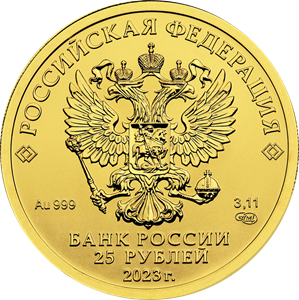 РОССИЙСКАЯ ФЕДЕРАЦИЯ
Au 999
3,11
БАНК РОССИИ
25 РУБЛЕЙ
2023 г.